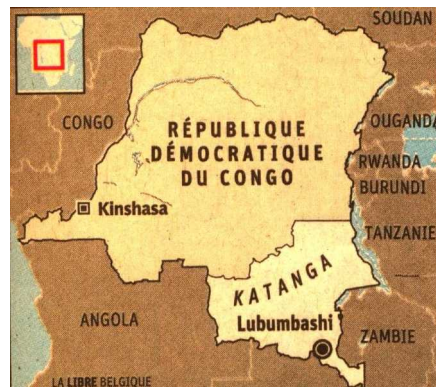 SOUDAN
CONGO
OUGANDA
RÉPUBLIQUE
DÉMOCRATIQUE
DU CONGO
RWANDA
BURUNDI
Kinshasa
TANZANIE
KATANGA
ANGOLA
Lubumbashi
ZAMBIE
LA LIBRE BELGIQUE